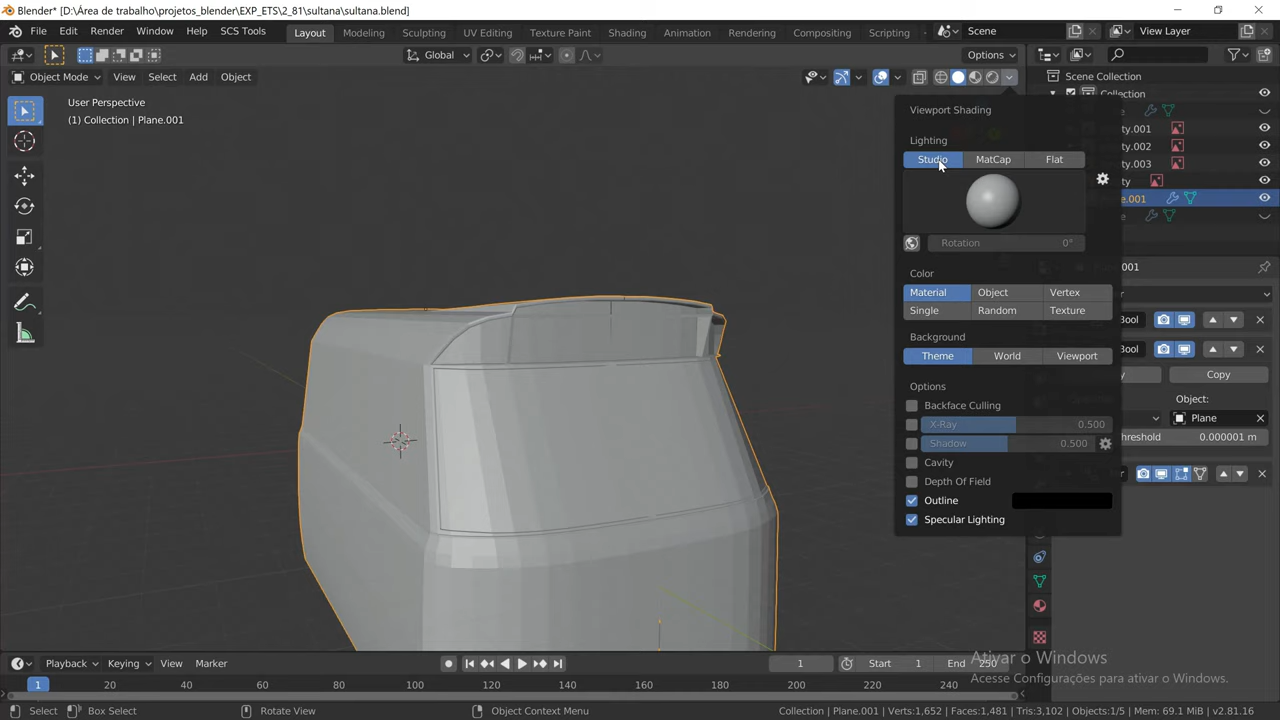 Blender* [D:\Área de trabalho\projetos_blender\EXP_ETS\2_81\sultana\sultana.blend]
File Edit Render Window Help SCS Tools Layout Modeling Sculpting UV Editing Texture Paint Shading Animation Rendering Compositing Scripting Scene View Layer
Global Options
Object Mode View Select Add Object
Scene Collection
Collection
User Perspective
(1) Collection | Plane.001
Viewport Shading
ty.001
Lighting
ty.002
Studio MatCap Flat
ty.003
ty
e.001
e
Rotation 0°
001
Color
Material Object Vertex
Single Random Texture
Bool
Background
Bool
Theme World Viewport
y Copy
Options
Object:
Backface Culling
X-Ray 0.500
Plane
Shadow 0.500
hreshold 0.000001 m
Cavity
r
Depth Of Field
Outline
Specular Lighting
Ativar o Windows
Acesse Configurações para ativar o Windows.
Playback Keying View Marker 1 Start 1 End 250
1 20 40 60 80 100 120 140 160 180 200 220 240
Select Box Select Rotate View Object Context Menu Collection | Plane.001 | Verts:1,652 | Faces:1,481 | Tris:3,102 | Objects:1/5 | Mem: 69.1 MiB | v2.81.16